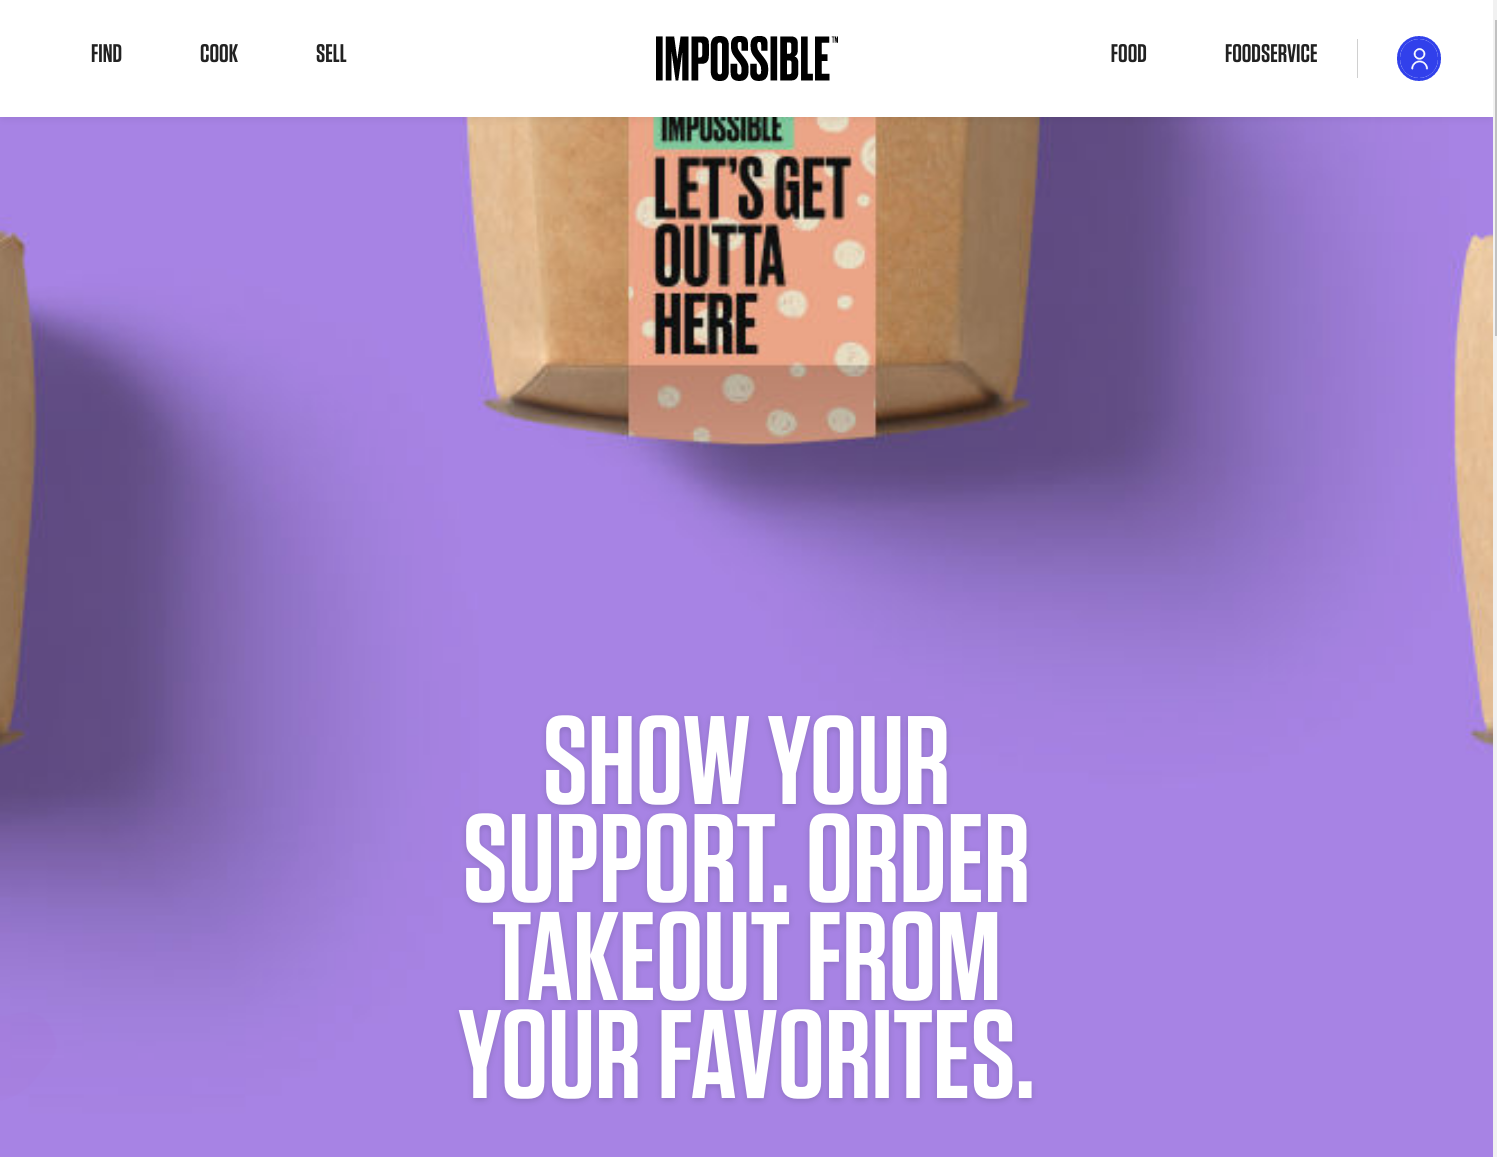 FIND COOK SELL IMPOSSIBLE™ FOOD FOODSERVICE
IMPOSSIBLE
LET'S GET
OUTTA
HERE
SHOW YOUR
SUPPORT. ORDER
TAKEOUT FROM
YOUR FAVORITES.